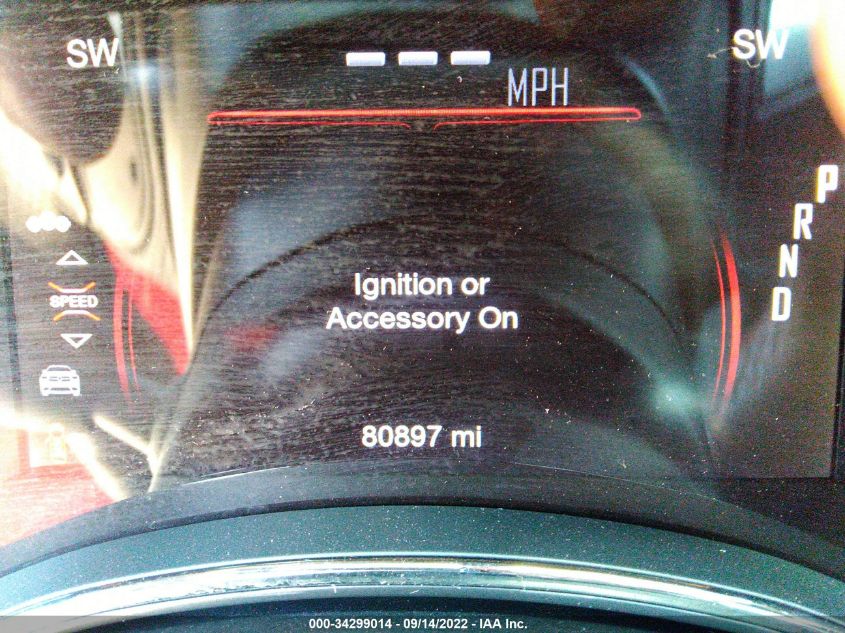 SW
SW
MPH
P
R
N
D
SPEED
Ignition or
Accessory On
80897 mi
000-34299014 - 09/14/2022 - IAA Inc.